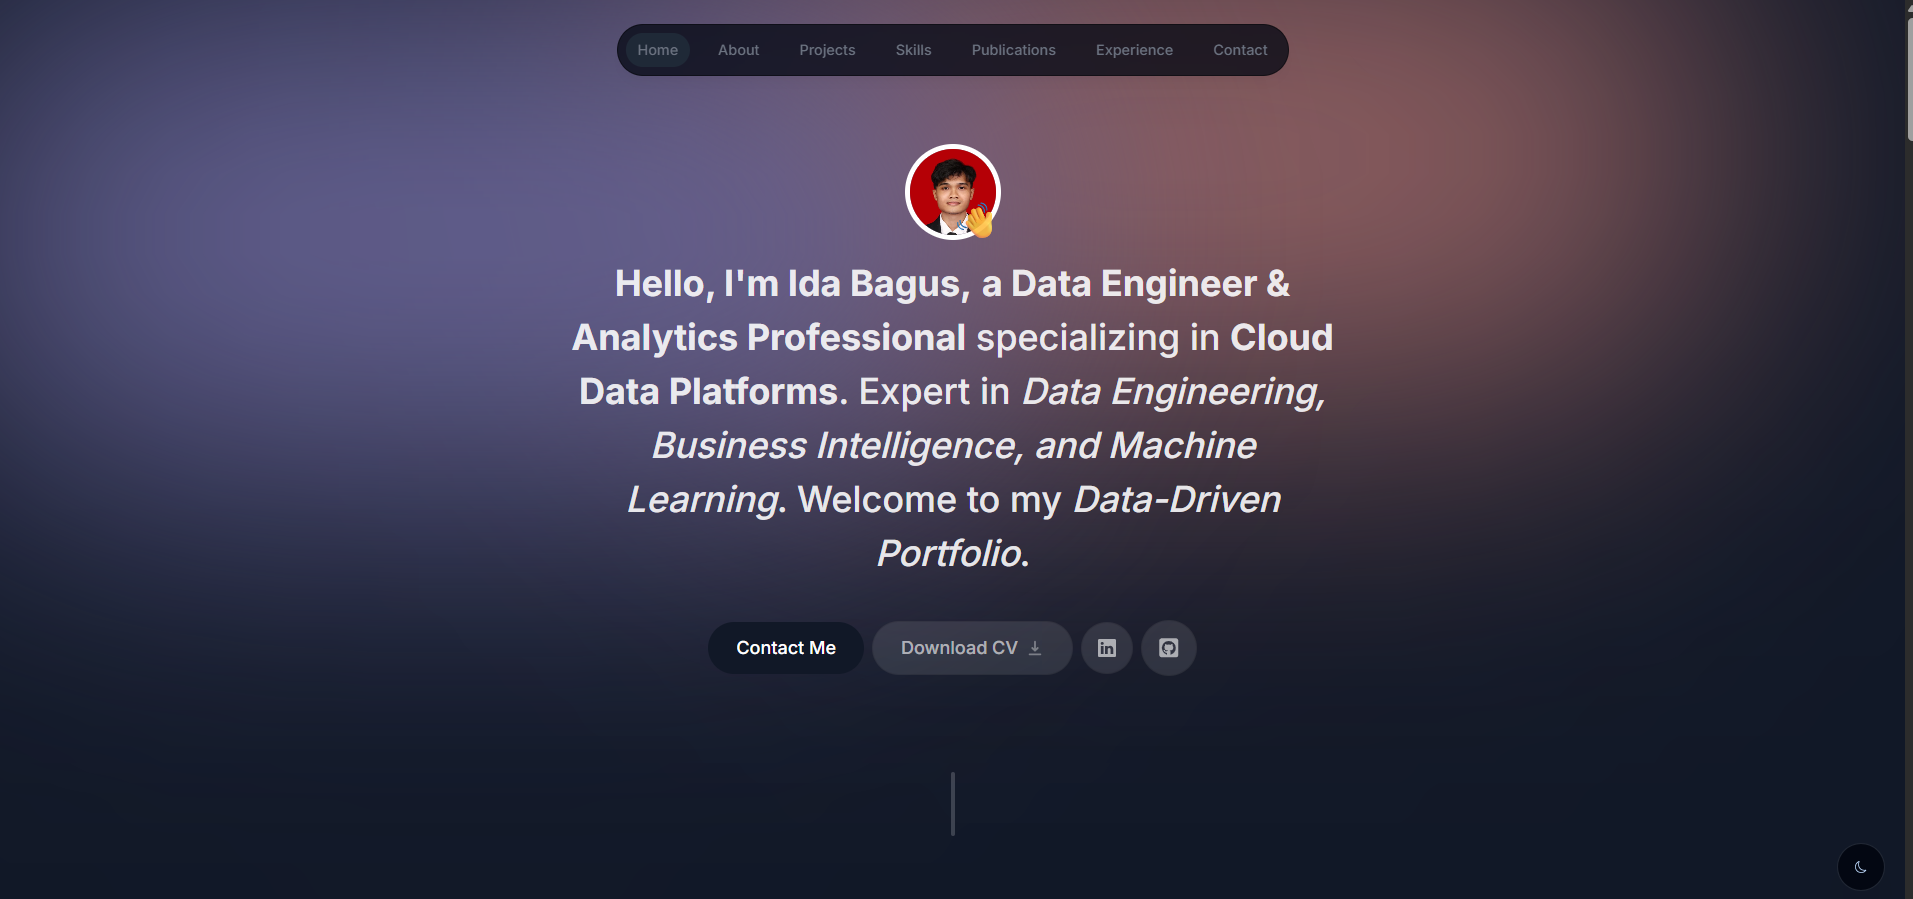 Home About Projects Skills Publications Experience Contact
Hello, I'm Ida Bagus, a Data Engineer &
Analytics Professional specializing in Cloud
Data Platforms. Expert in Data Engineering,
Business Intelligence, and Machine
Learning. Welcome to my Data-Driven
Portfolio.
Contact Me Download CV in